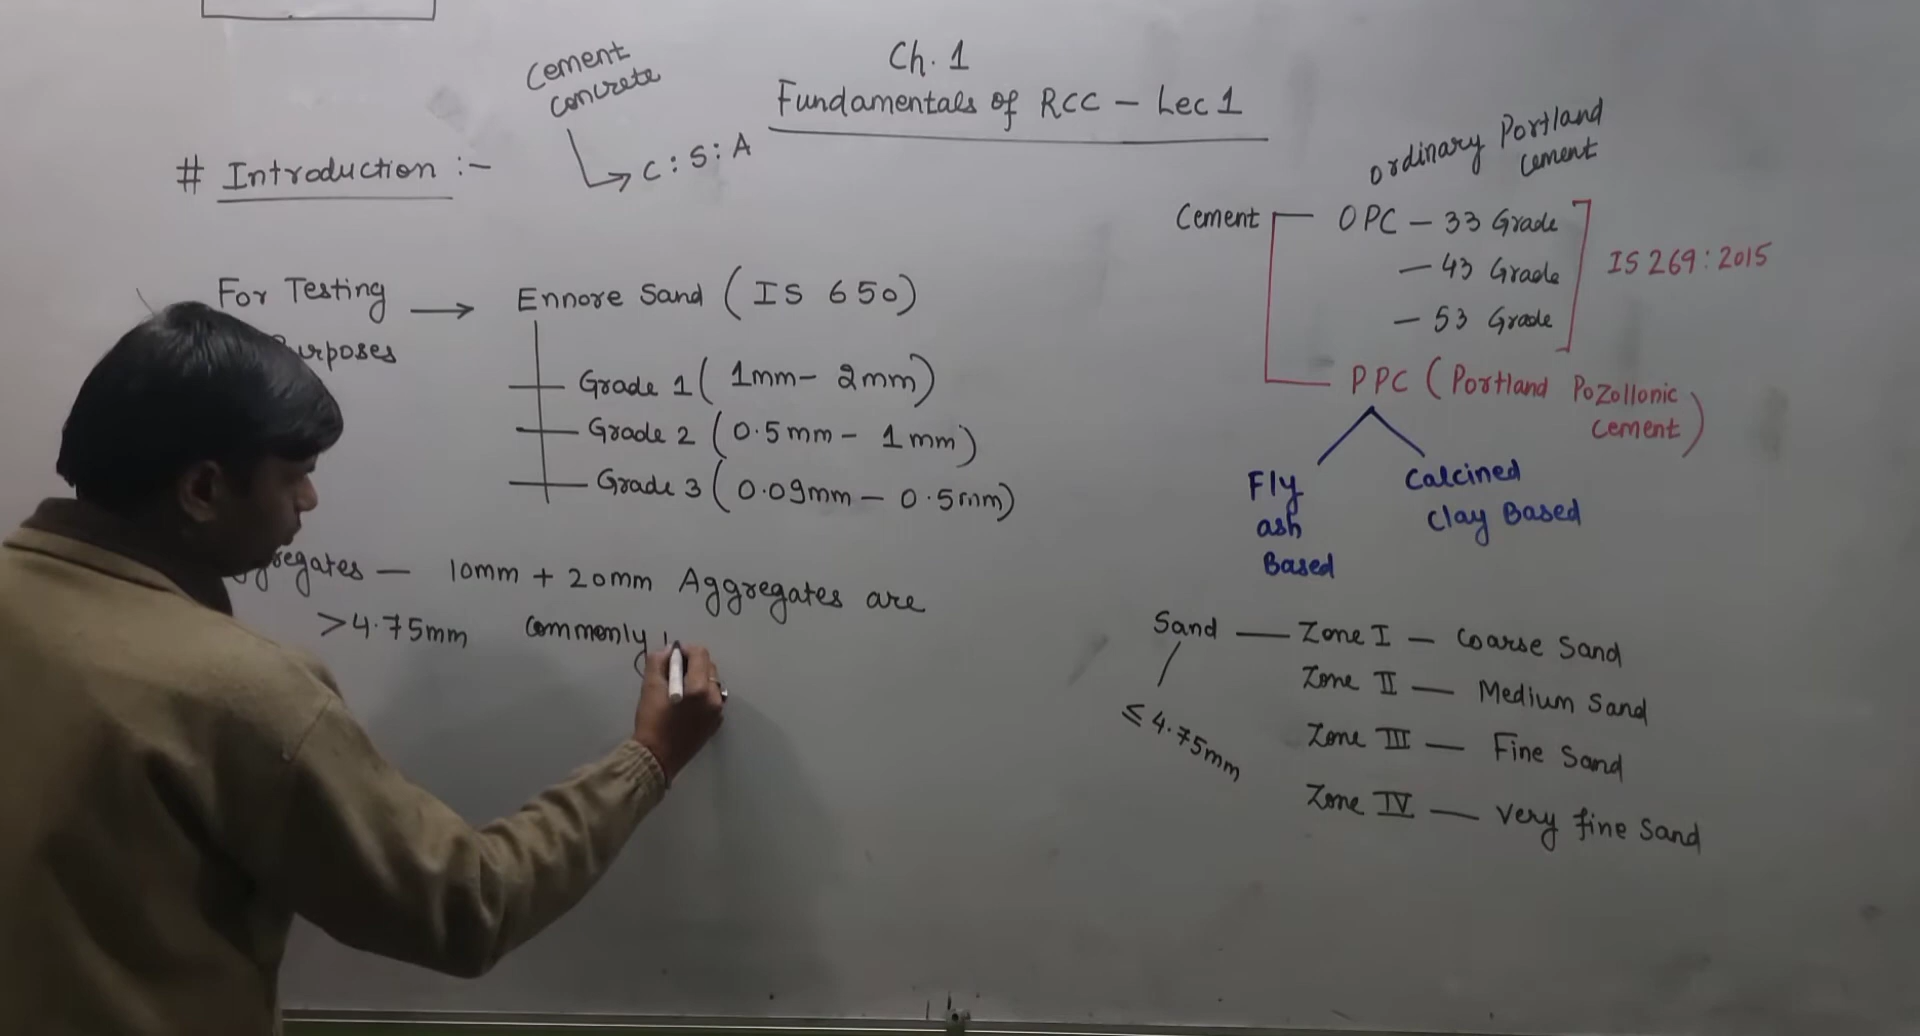 Ch. 1
Fundamentals of RCC - Lec 1
Cement
concrete
C : S : A
# Introduction :-
For Testing → Ennore Sand (IS 650)
Grade 1 (1mm - 2mm)
Grade 2 (0.5mm - 1mm)
Grade 3 (0.09mm - 0.5mm)
10mm + 20mm Aggregates are
>4.75mm commonly
Ordinary Portland
Cement
Cement OPC - 33 Grade
- 43 Grade
- 53 Grade
IS 269 : 2015
PPC (Portland Pozollonic
Cement)
Fly
ash
Based
Calcined
Clay Based
Sand - Zone I - Coarse Sand
≤ 4.75mm
Zone II - Medium Sand
Zone III - Fine Sand
Zone IV - Very fine Sand